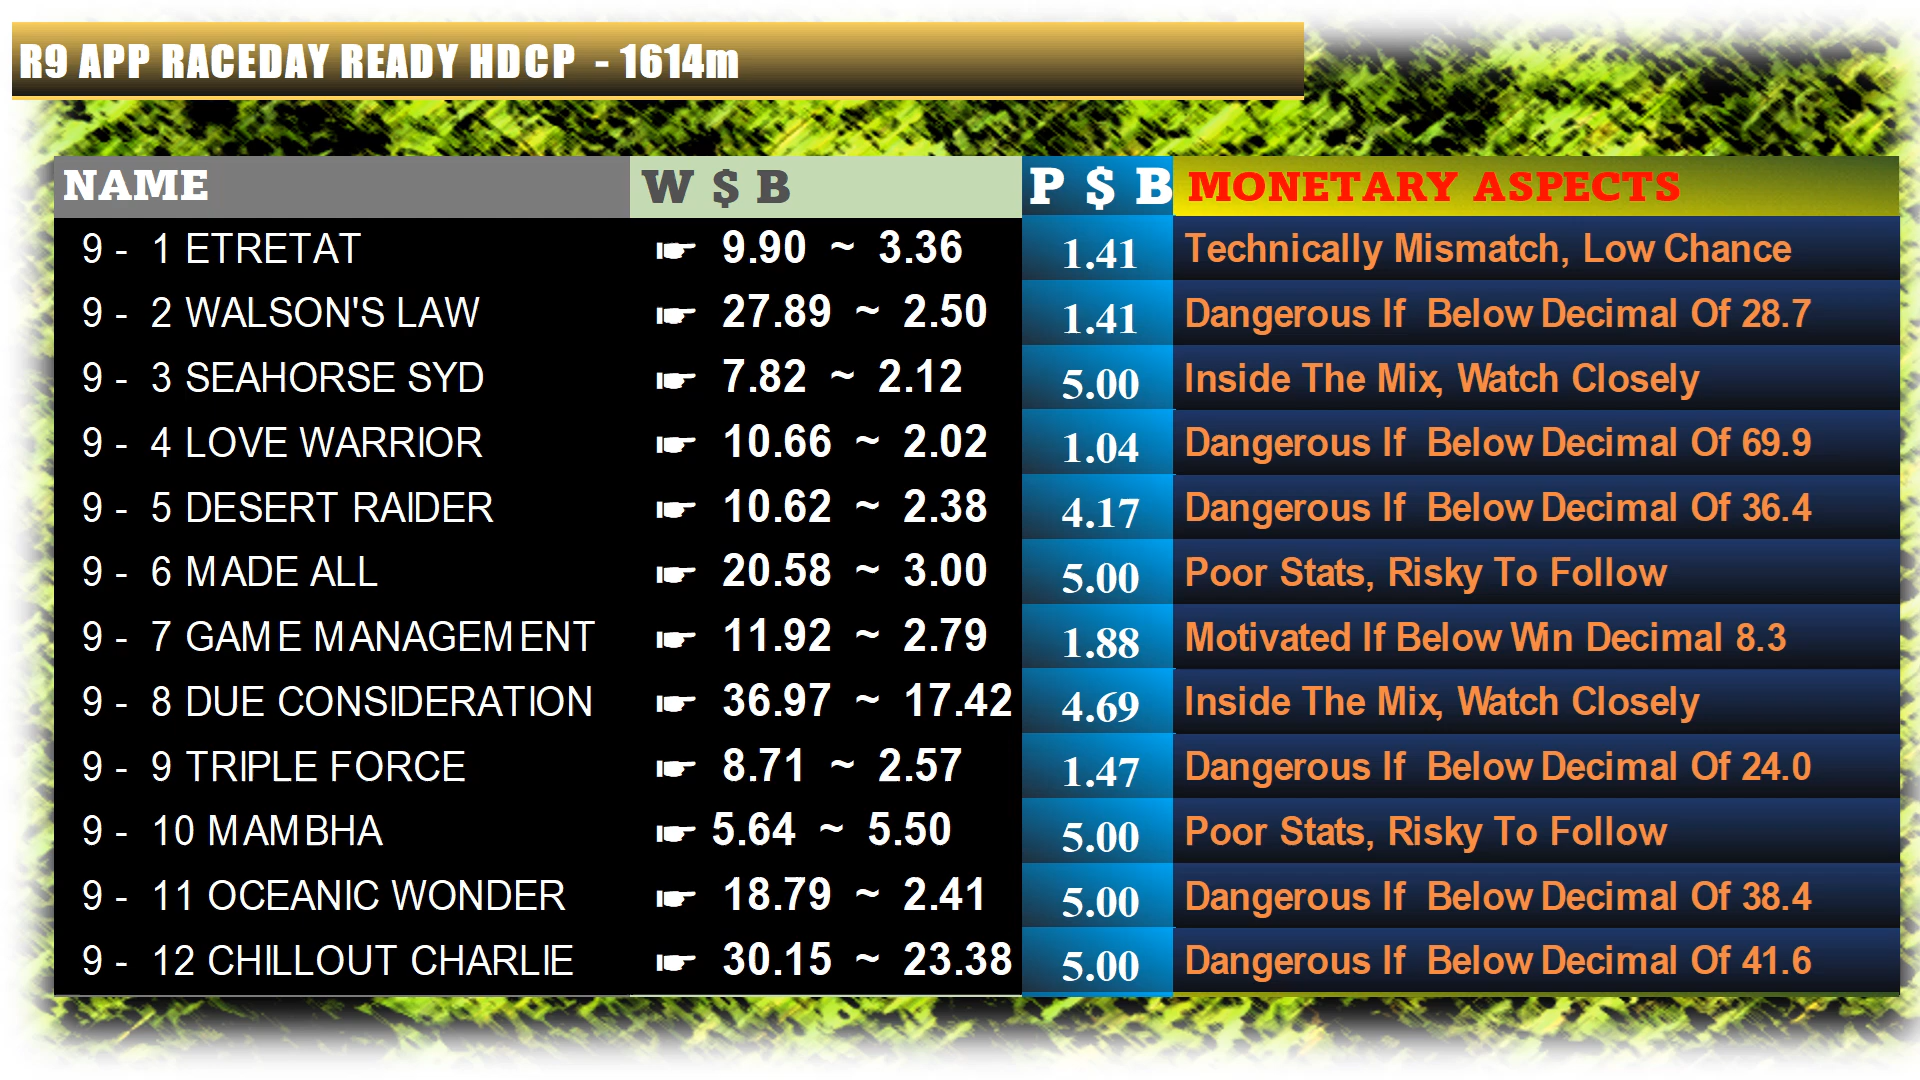 R9 APP RACEDAY READY HDCP - 1614m
NAME W $ B P $ B MONETARY ASPECTS
9 - 1 ETRETAT ☛ 9.90 ~ 3.36 1.41 Technically Mismatch, Low Chance
9 - 2 WALSON'S LAW ☛ 27.89 ~ 2.50 1.41 Dangerous If Below Decimal Of 28.7
9 - 3 SEAHORSE SYD ☛ 7.82 ~ 2.12 5.00 Inside The Mix, Watch Closely
9 - 4 LOVE WARRIOR ☛ 10.66 ~ 2.02 1.04 Dangerous If Below Decimal Of 69.9
9 - 5 DESERT RAIDER ☛ 10.62 ~ 2.38 4.17 Dangerous If Below Decimal Of 36.4
9 - 6 MADE ALL ☛ 20.58 ~ 3.00 5.00 Poor Stats, Risky To Follow
9 - 7 GAME MANAGEMENT ☛ 11.92 ~ 2.79 1.88 Motivated If Below Win Decimal 8.3
9 - 8 DUE CONSIDERATION ☛ 36.97 ~ 17.42 4.69 Inside The Mix, Watch Closely
9 - 9 TRIPLE FORCE ☛ 8.71 ~ 2.57 1.47 Dangerous If Below Decimal Of 24.0
9 - 10 MAMBHA ☛ 5.64 ~ 5.50 5.00 Poor Stats, Risky To Follow
9 - 11 OCEANIC WONDER ☛ 18.79 ~ 2.41 5.00 Dangerous If Below Decimal Of 38.4
9 - 12 CHILLOUT CHARLIE ☛ 30.15 ~ 23.38 5.00 Dangerous If Below Decimal Of 41.6